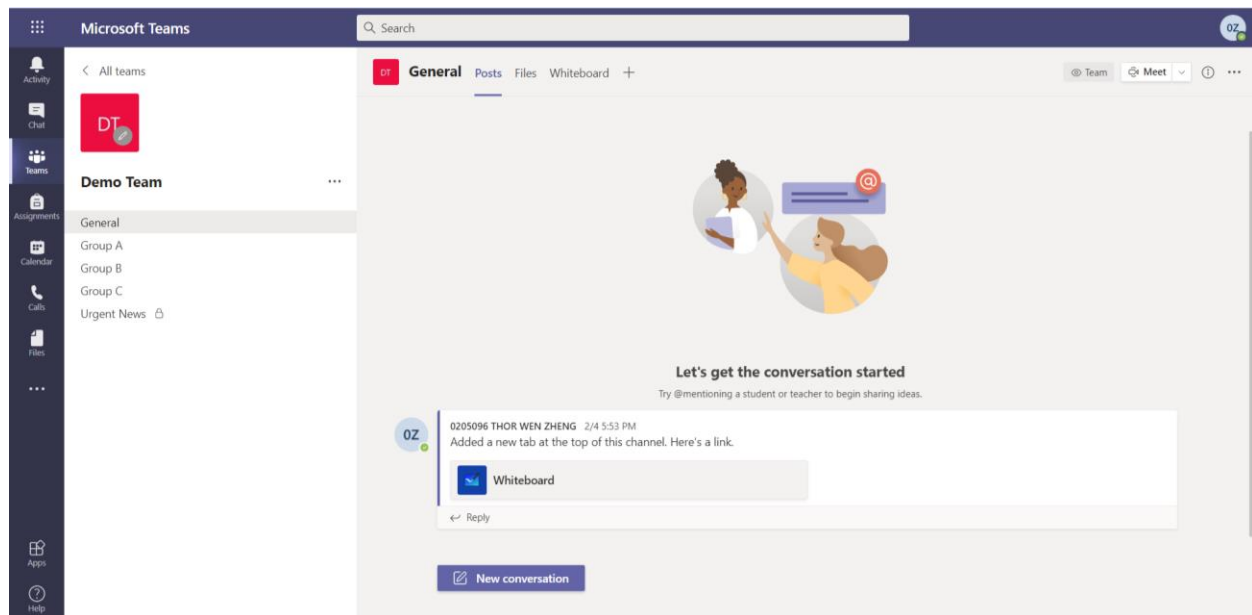 Microsoft Teams
Search
0Z
Activity
Chat
Teams
Assignments
Calendar
Calls
Files
Apps
Help
All teams
DT
Demo Team
General
Group A
Group B
Group C
Urgent News
DT General Posts Files Whiteboard
Team Meet
@
Let's get the conversation started
Try @mentioning a student or teacher to begin sharing ideas.
0Z
0205096 THOR WEN ZHENG 2/4 5:53 PM
Added a new tab at the top of this channel. Here's a link.
Whiteboard
Reply
New conversation